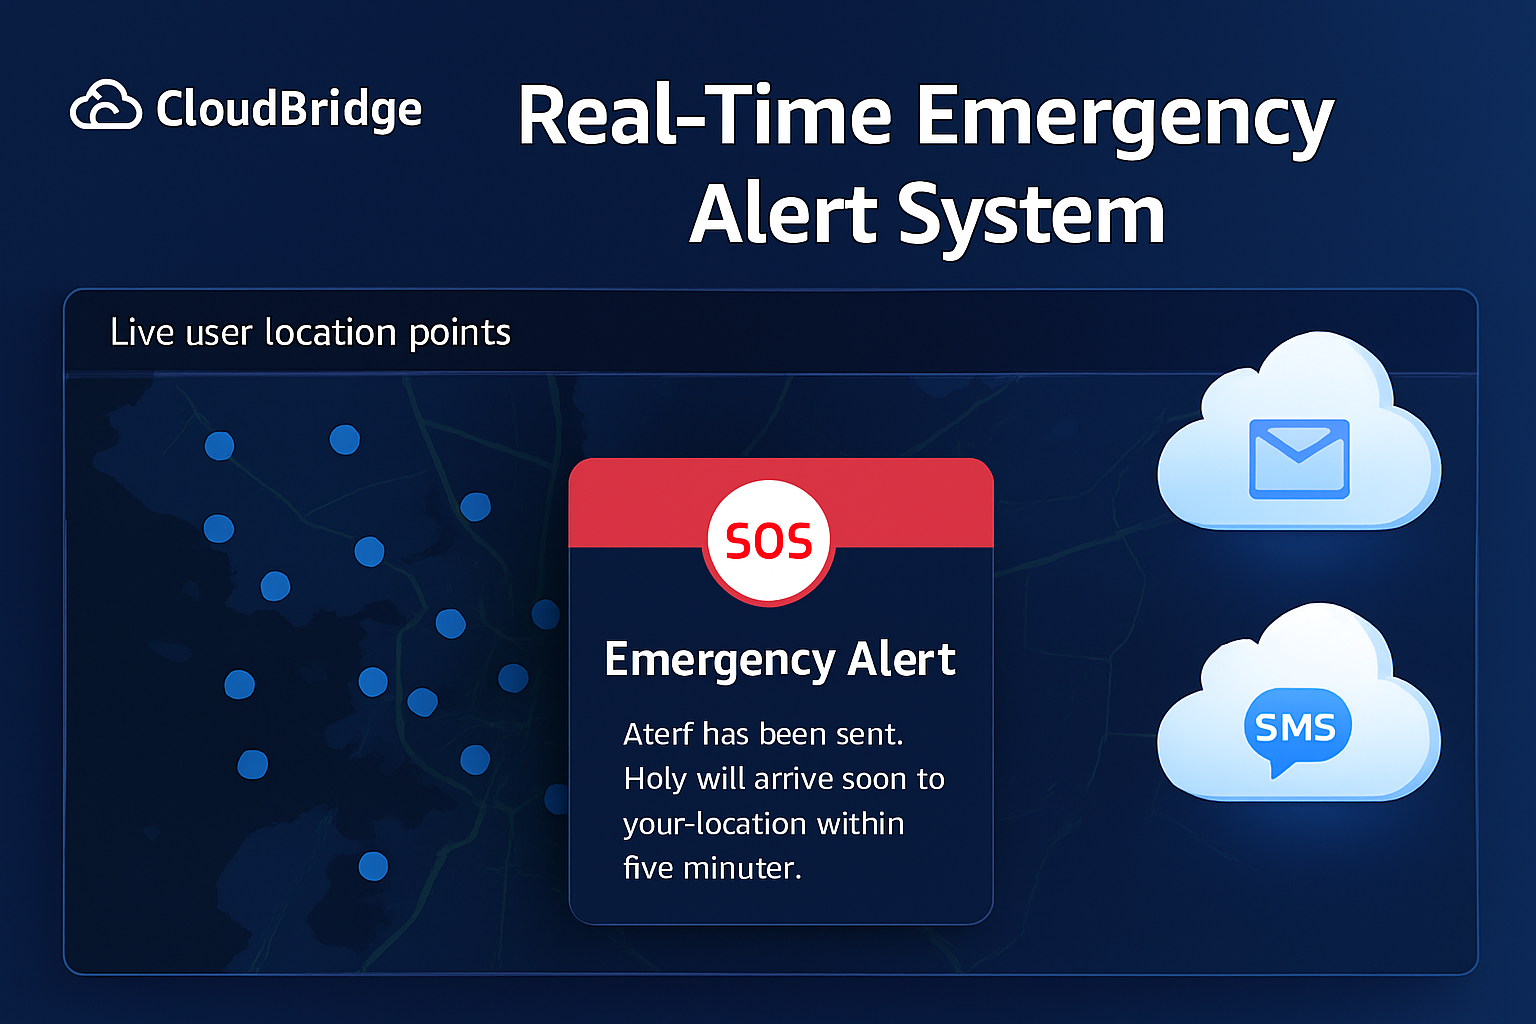 CloudBridge
Real-Time Emergency
Alert System
Live user location points
SOS
Emergency Alert
Aterf has been sent.
Holy will arrive soon to
your-location within
five minuter.
SMS